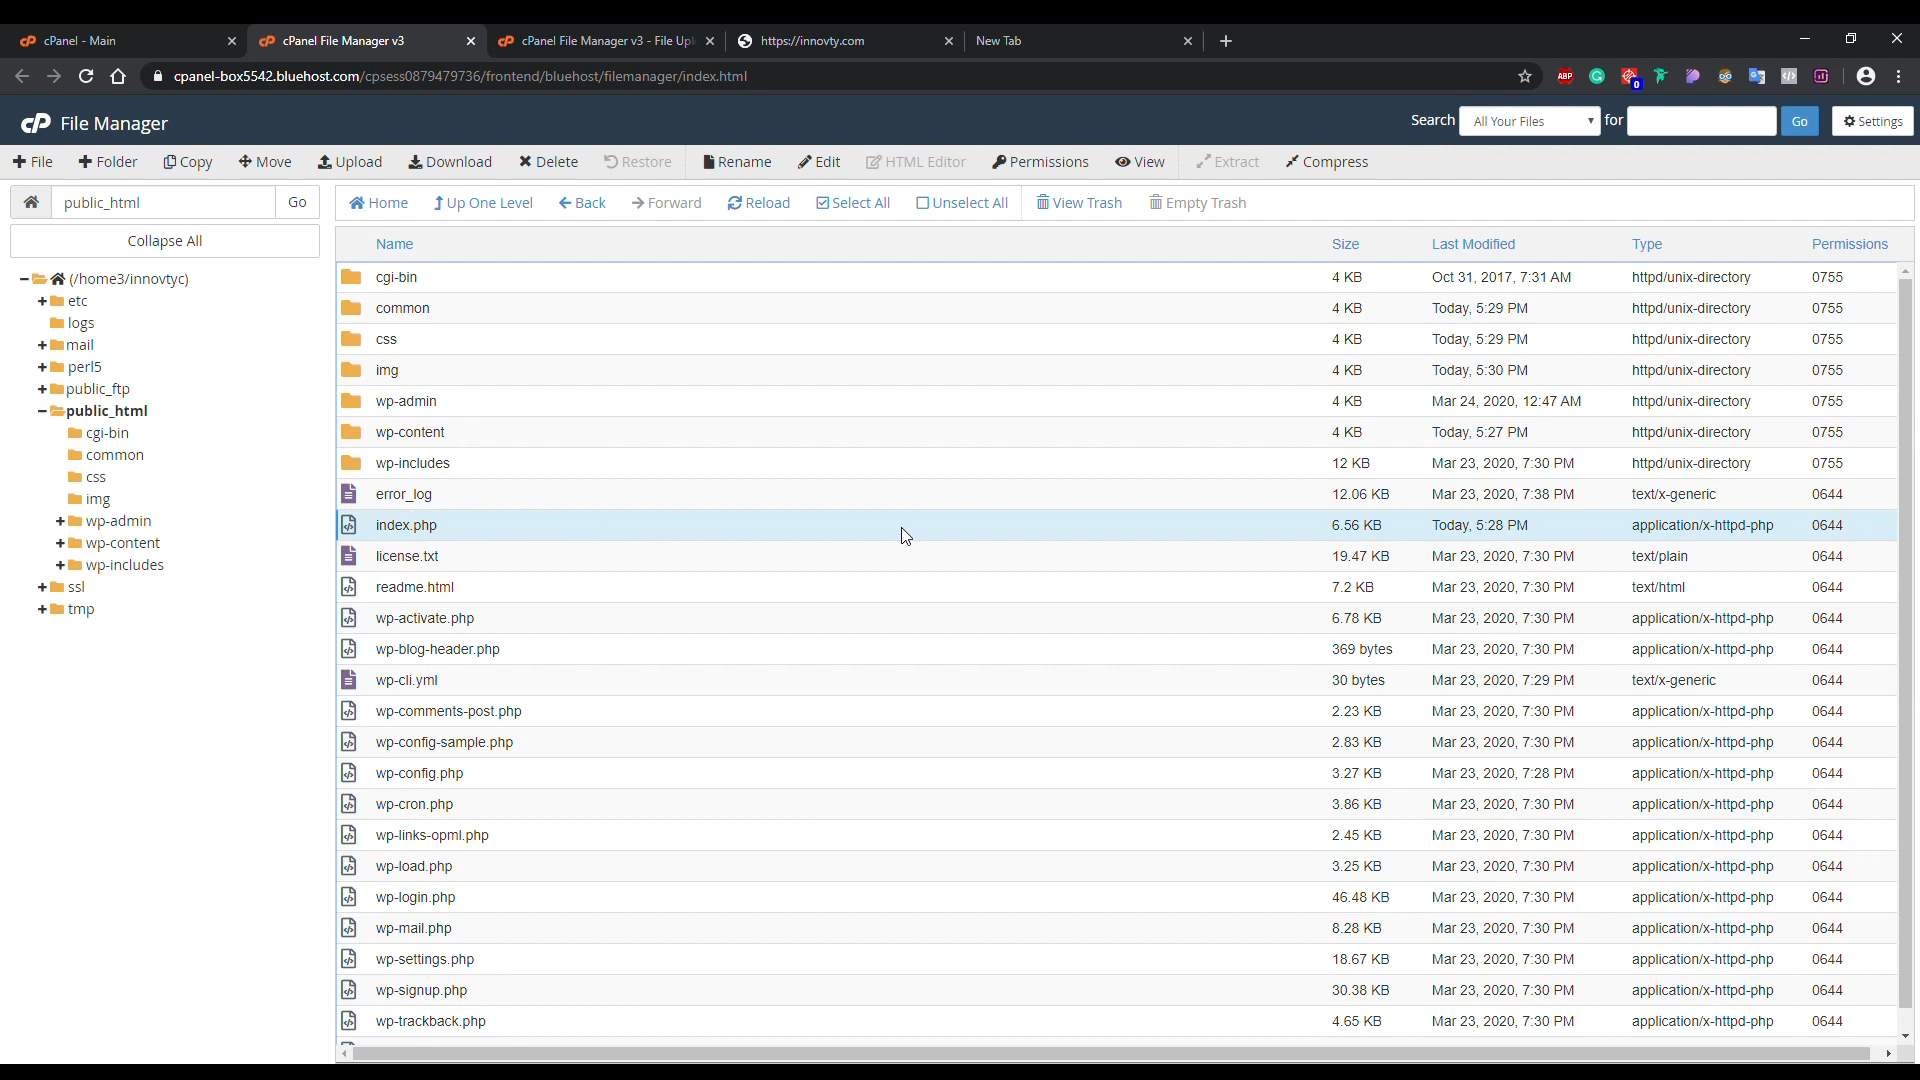 cPanel - Main
cPanel File Manager v3
cPanel File Manager v3 - File Upl
https://innovty.com
New Tab
cpanel-box5542.bluehost.com/cpsess0879479736/frontend/bluehost/filemanager/index.html
ABP
0
cP File Manager
Search All Your Files for Go Settings
File Folder Copy Move Upload Download Delete Restore Rename Edit HTML Editor Permissions View Extract Compress
public_html Go
Home Up One Level Back Forward Reload Select All Unselect All View Trash Empty Trash
Collapse All
(/home3/innovtyc)
etc
logs
mail
perl5
public_ftp
public_html
cgi-bin
common
css
img
wp-admin
wp-content
wp-includes
ssl
tmp
Name Size Last Modified Type Permissions
cgi-bin 4 KB Oct 31, 2017, 7:31 AM httpd/unix-directory 0755
common 4 KB Today, 5:29 PM httpd/unix-directory 0755
css 4 KB Today, 5:29 PM httpd/unix-directory 0755
img 4 KB Today, 5:30 PM httpd/unix-directory 0755
wp-admin 4 KB Mar 24, 2020, 12:47 AM httpd/unix-directory 0755
wp-content 4 KB Today, 5:27 PM httpd/unix-directory 0755
wp-includes 12 KB Mar 23, 2020, 7:30 PM httpd/unix-directory 0755
error_log 12.06 KB Mar 23, 2020, 7:38 PM text/x-generic 0644
index.php 6.56 KB Today, 5:28 PM application/x-httpd-php 0644
license.txt 19.47 KB Mar 23, 2020, 7:30 PM text/plain 0644
readme.html 7.2 KB Mar 23, 2020, 7:30 PM text/html 0644
wp-activate.php 6.78 KB Mar 23, 2020, 7:30 PM application/x-httpd-php 0644
wp-blog-header.php 369 bytes Mar 23, 2020, 7:30 PM application/x-httpd-php 0644
wp-cli.yml 30 bytes Mar 23, 2020, 7:29 PM text/x-generic 0644
wp-comments-post.php 2.23 KB Mar 23, 2020, 7:30 PM application/x-httpd-php 0644
wp-config-sample.php 2.83 KB Mar 23, 2020, 7:30 PM application/x-httpd-php 0644
wp-config.php 3.27 KB Mar 23, 2020, 7:28 PM application/x-httpd-php 0644
wp-cron.php 3.86 KB Mar 23, 2020, 7:30 PM application/x-httpd-php 0644
wp-links-opml.php 2.45 KB Mar 23, 2020, 7:30 PM application/x-httpd-php 0644
wp-load.php 3.25 KB Mar 23, 2020, 7:30 PM application/x-httpd-php 0644
wp-login.php 46.48 KB Mar 23, 2020, 7:30 PM application/x-httpd-php 0644
wp-mail.php 8.28 KB Mar 23, 2020, 7:30 PM application/x-httpd-php 0644
wp-settings.php 18.67 KB Mar 23, 2020, 7:30 PM application/x-httpd-php 0644
wp-signup.php 30.38 KB Mar 23, 2020, 7:30 PM application/x-httpd-php 0644
wp-trackback.php 4.65 KB Mar 23, 2020, 7:30 PM application/x-httpd-php 0644